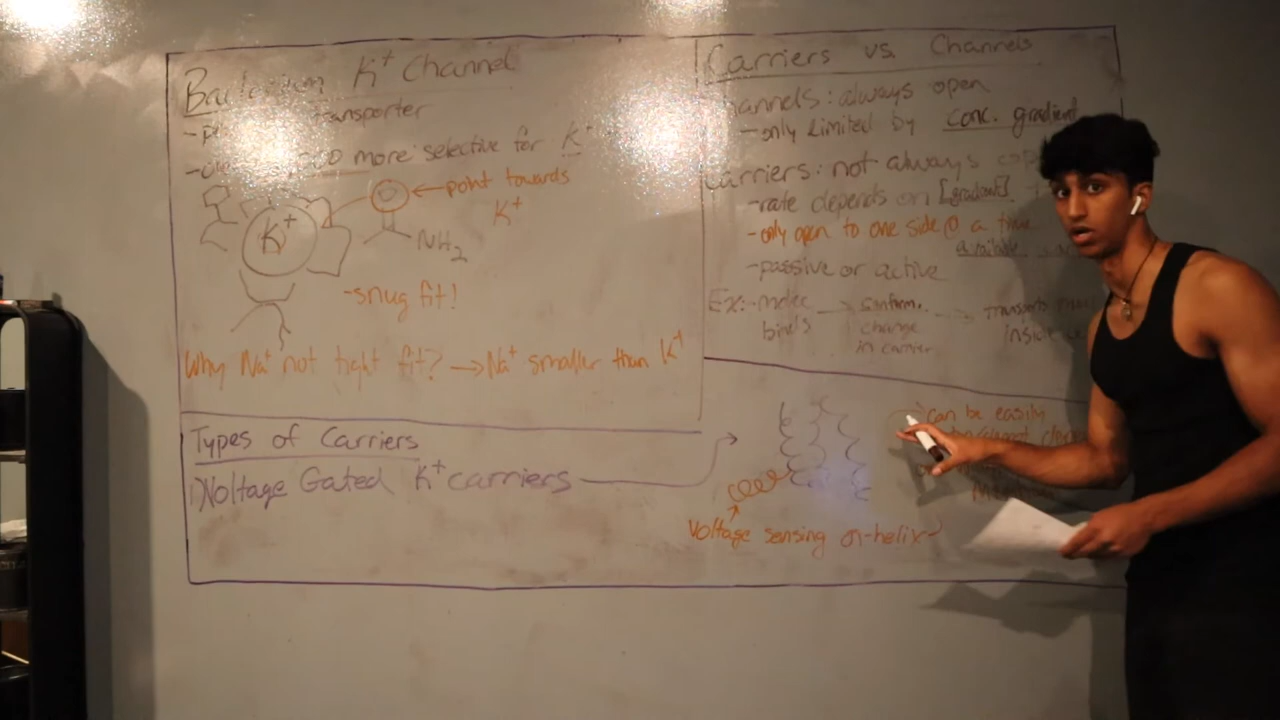 Bacterium K+ Channel
transporter
more selective for K+
K+
point towards
K+
NH2
-snug fit!
Why Na+ not tight fit? → Na+ smaller than K+
Types of Carriers
1) Voltage Gated K+ carriers
Carriers vs. Channels
hannels: always open
-only limited by conc. gradient
carriers: not always
-rate depends on [gradient]
-only open to one side @ a time
available
-passive or active
Ex: - molec → conform. → transports
binds change inside
in carrier
can be easily
voltage sensing α-helix